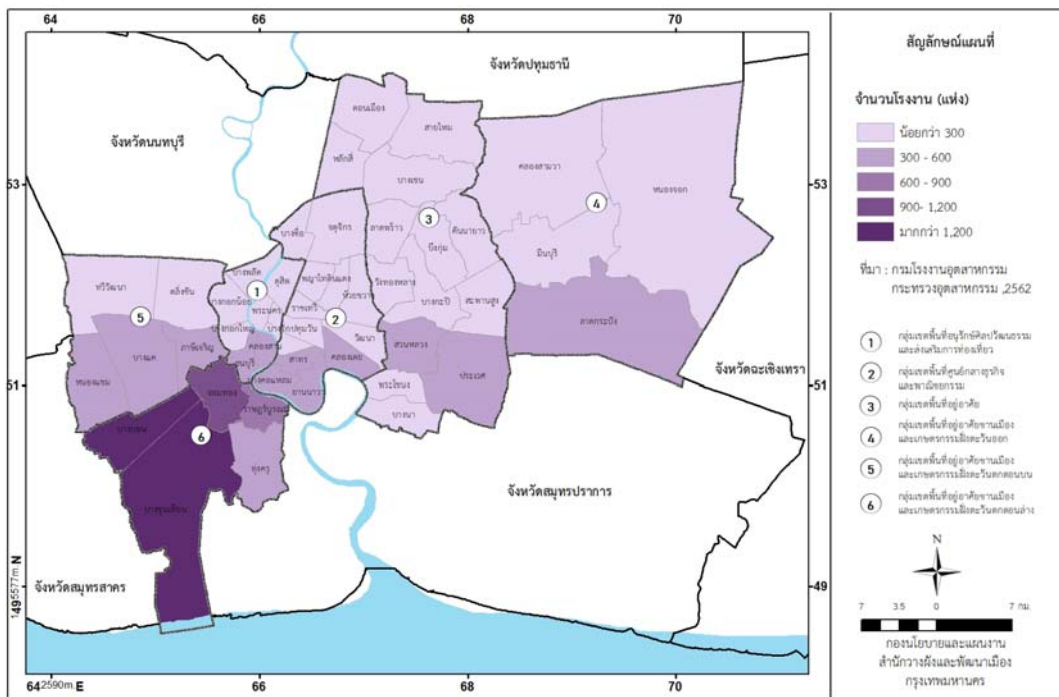 64
66
68
70
53
51
49
53
51
49
จังหวัดปทุมธานี
จังหวัดนนทบุรี
ดอนเมือง
สายไหม
หลักสี่
บางเขน
คลองสามวา
หนองจอก
4
3
ลาดพร้าว
คันนายาว
บึงกุ่ม
มีนบุรี
บางซื่อ
จตุจักร
บางพลัด
ดุสิต
พญาไท
ดินแดง
วังทองหลาง
ทวีวัฒนา
ตลิ่งชัน
1
ห้วยขวาง
บางกะปิ
สะพานสูง
บางกอกน้อย
พระนคร
ราชเทวี
5
2
ลาดกระบัง
บางกอกใหญ่
ปทุมวัน
วัฒนา
บางแค
ภาษีเจริญ
คลองสาน
สาทร
คลองเตย
สวนหลวง
ธนบุรี
ประเวศ
หนองแขม
บางคอแหลม
ยานนาวา
พระโขนง
จังหวัดฉะเชิงเทรา
จอมทอง
ราษฎร์บูรณะ
บางนา
บางบอน
6
ทุ่งครุ
จังหวัดสมุทรปราการ
บางขุนเทียน
จังหวัดสมุทรสาคร
1495577m N
642590m E
66
68
70
สัญลักษณ์แผนที่
จำนวนโรงงาน (แห่ง)
น้อยกว่า 300
300 - 600
600 - 900
900- 1,200
มากกว่า 1,200
ที่มา : กรมโรงงานอุตสาหกรรม
กระทรวงอุตสาหกรรม ,2562
1 กลุ่มเขตพื้นที่อนุรักษ์ศิลปวัฒนธรรม
และส่งเสริมการท่องเที่ยว
2 กลุ่มเขตพื้นที่ศูนย์กลางธุรกิจ
และพาณิชยกรรม
3 กลุ่มเขตพื้นที่อยู่อาศัย
4 กลุ่มเขตพื้นที่อยู่อาศัยชานเมือง
และเกษตรกรรมฝั่งตะวันออก
5 กลุ่มเขตพื้นที่อยู่อาศัยชานเมือง
และเกษตรกรรมฝั่งตะวันตกตอนบน
6 กลุ่มเขตพื้นที่อยู่อาศัยชานเมือง
และเกษตรกรรมฝั่งตะวันตกตอนล่าง
N
7 3.5 0 7 กม.
กองนโยบายและแผนงาน
สำนักวางผังและพัฒนาเมือง
กรุงเทพมหานคร